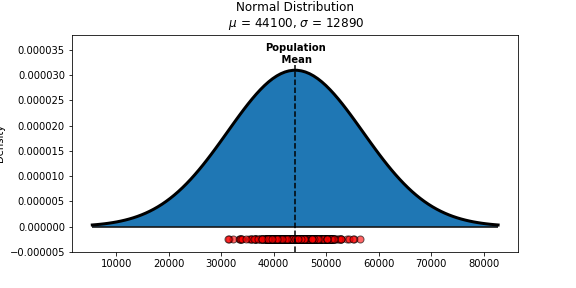 Normal Distribution
μ = 44100, σ = 12890
Population
Mean
0.000035
0.000030
0.000025
0.000020
0.000015
0.000010
0.000005
0.000000
−0.000005
Density
10000 20000 30000 40000 50000 60000 70000 80000